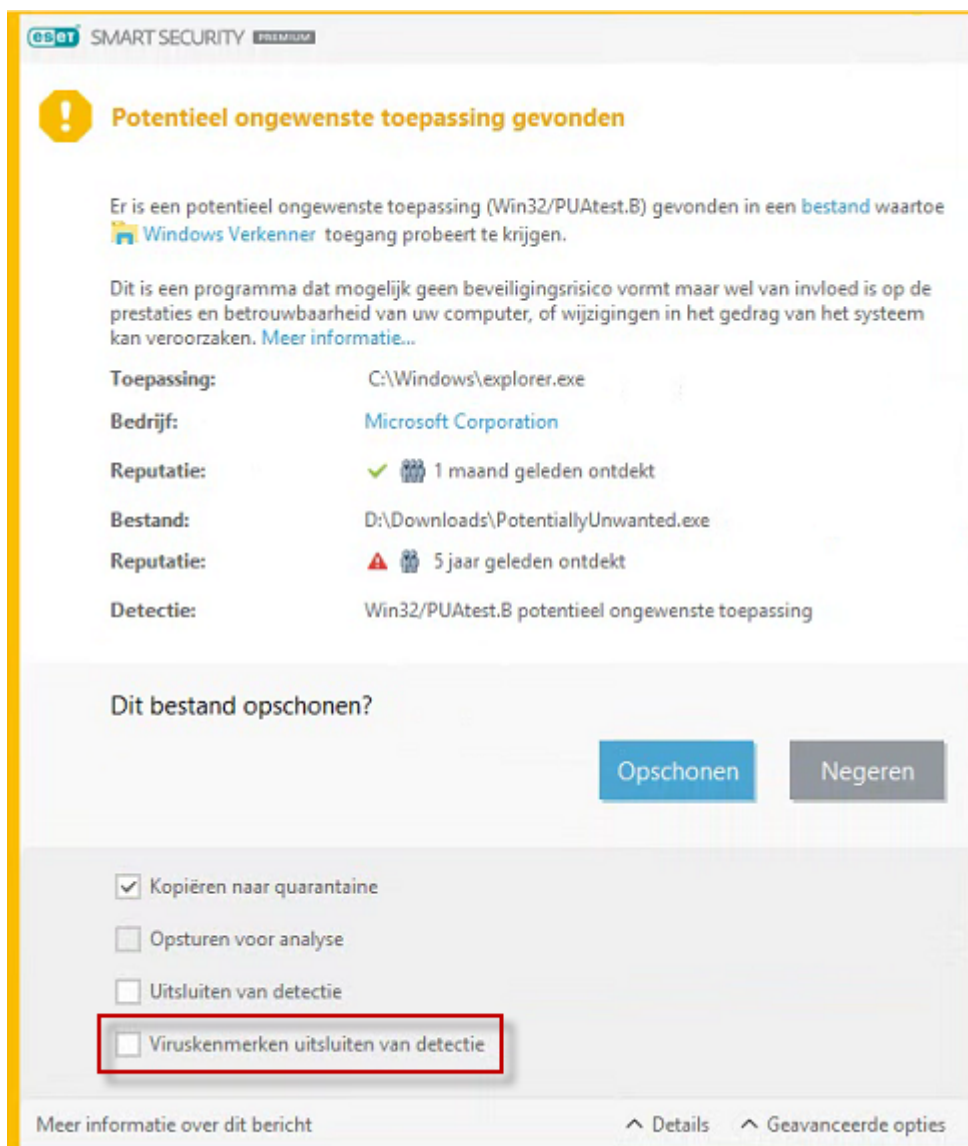 eset SMART SECURITY PREMIUM
Potentieel ongewenste toepassing gevonden
Er is een potentieel ongewenste toepassing (Win32/PUAtest.B) gevonden in een bestand waartoe
Windows Verkenner toegang probeert te krijgen.
Dit is een programma dat mogelijk geen beveiligingsrisico vormt maar wel van invloed is op de
prestaties en betrouwbaarheid van uw computer, of wijzigingen in het gedrag van het systeem
kan veroorzaken. Meer informatie...
Toepassing: C:\Windows\explorer.exe
Bedrijf: Microsoft Corporation
Reputatie: 1 maand geleden ontdekt
Bestand: D:\Downloads\PotentiallyUnwanted.exe
Reputatie: 5 jaar geleden ontdekt
Detectie: Win32/PUAtest.B potentieel ongewenste toepassing
Dit bestand opschonen?
Opschonen Negeren
Kopiëren naar quarantaine
Opsturen voor analyse
Uitsluiten van detectie
Viruskenmerken uitsluiten van detectie
Meer informatie over dit bericht Details Geavanceerde opties